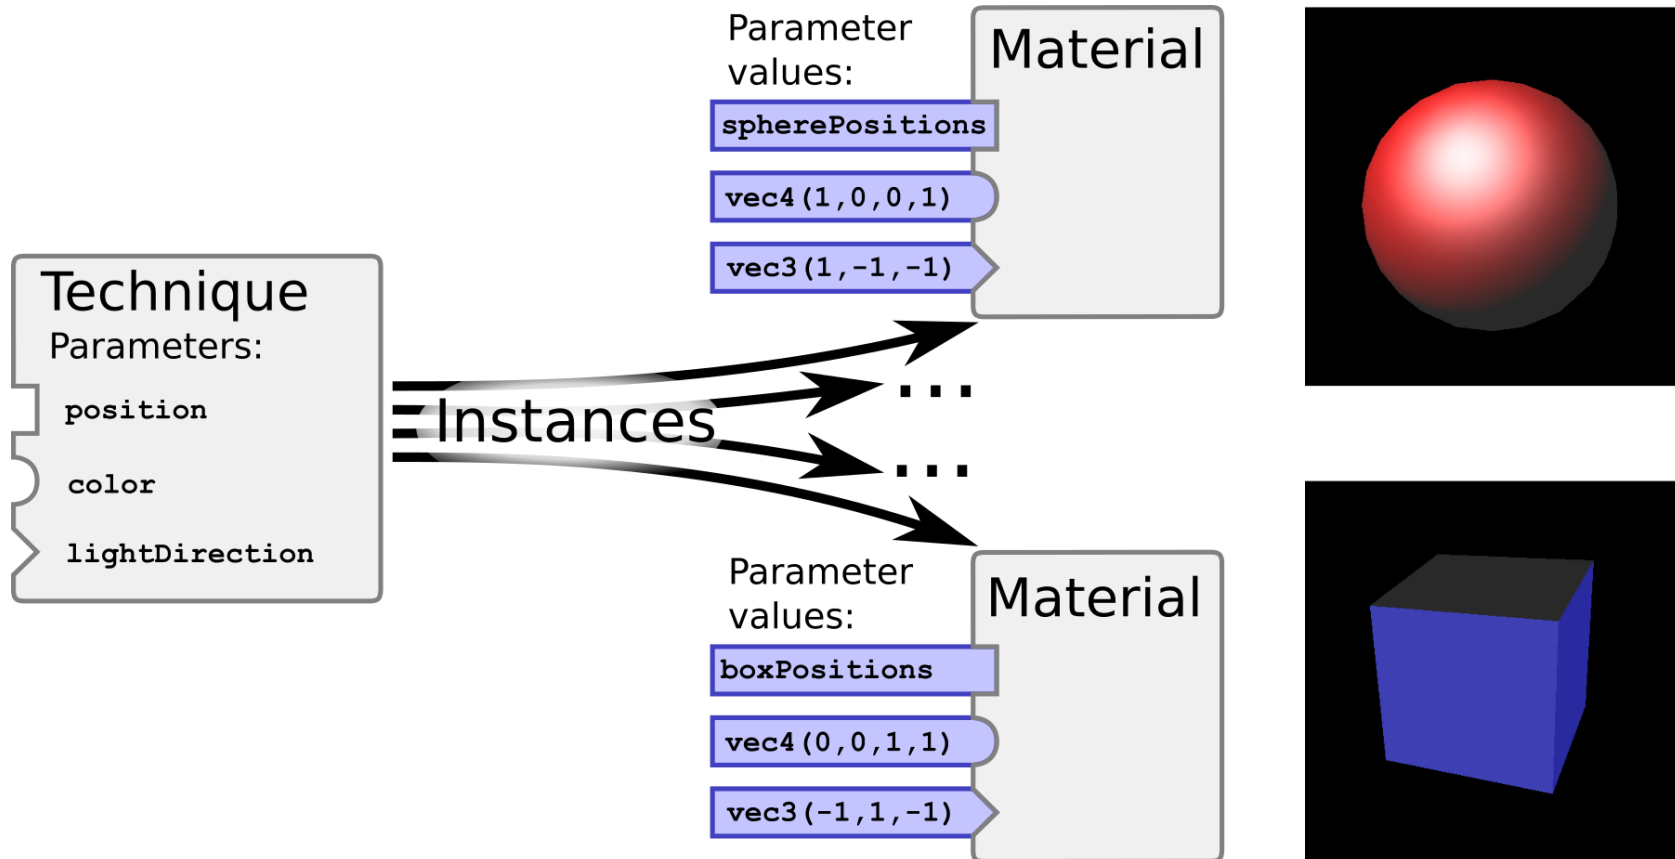 Technique
Parameters:
position
color
lightDirection
Instances
...
...
Parameter
values:
spherePositions
vec4(1,0,0,1)
vec3(1,-1,-1)
Material
Parameter
values:
boxPositions
vec4(0,0,1,1)
vec3(-1,1,-1)
Material